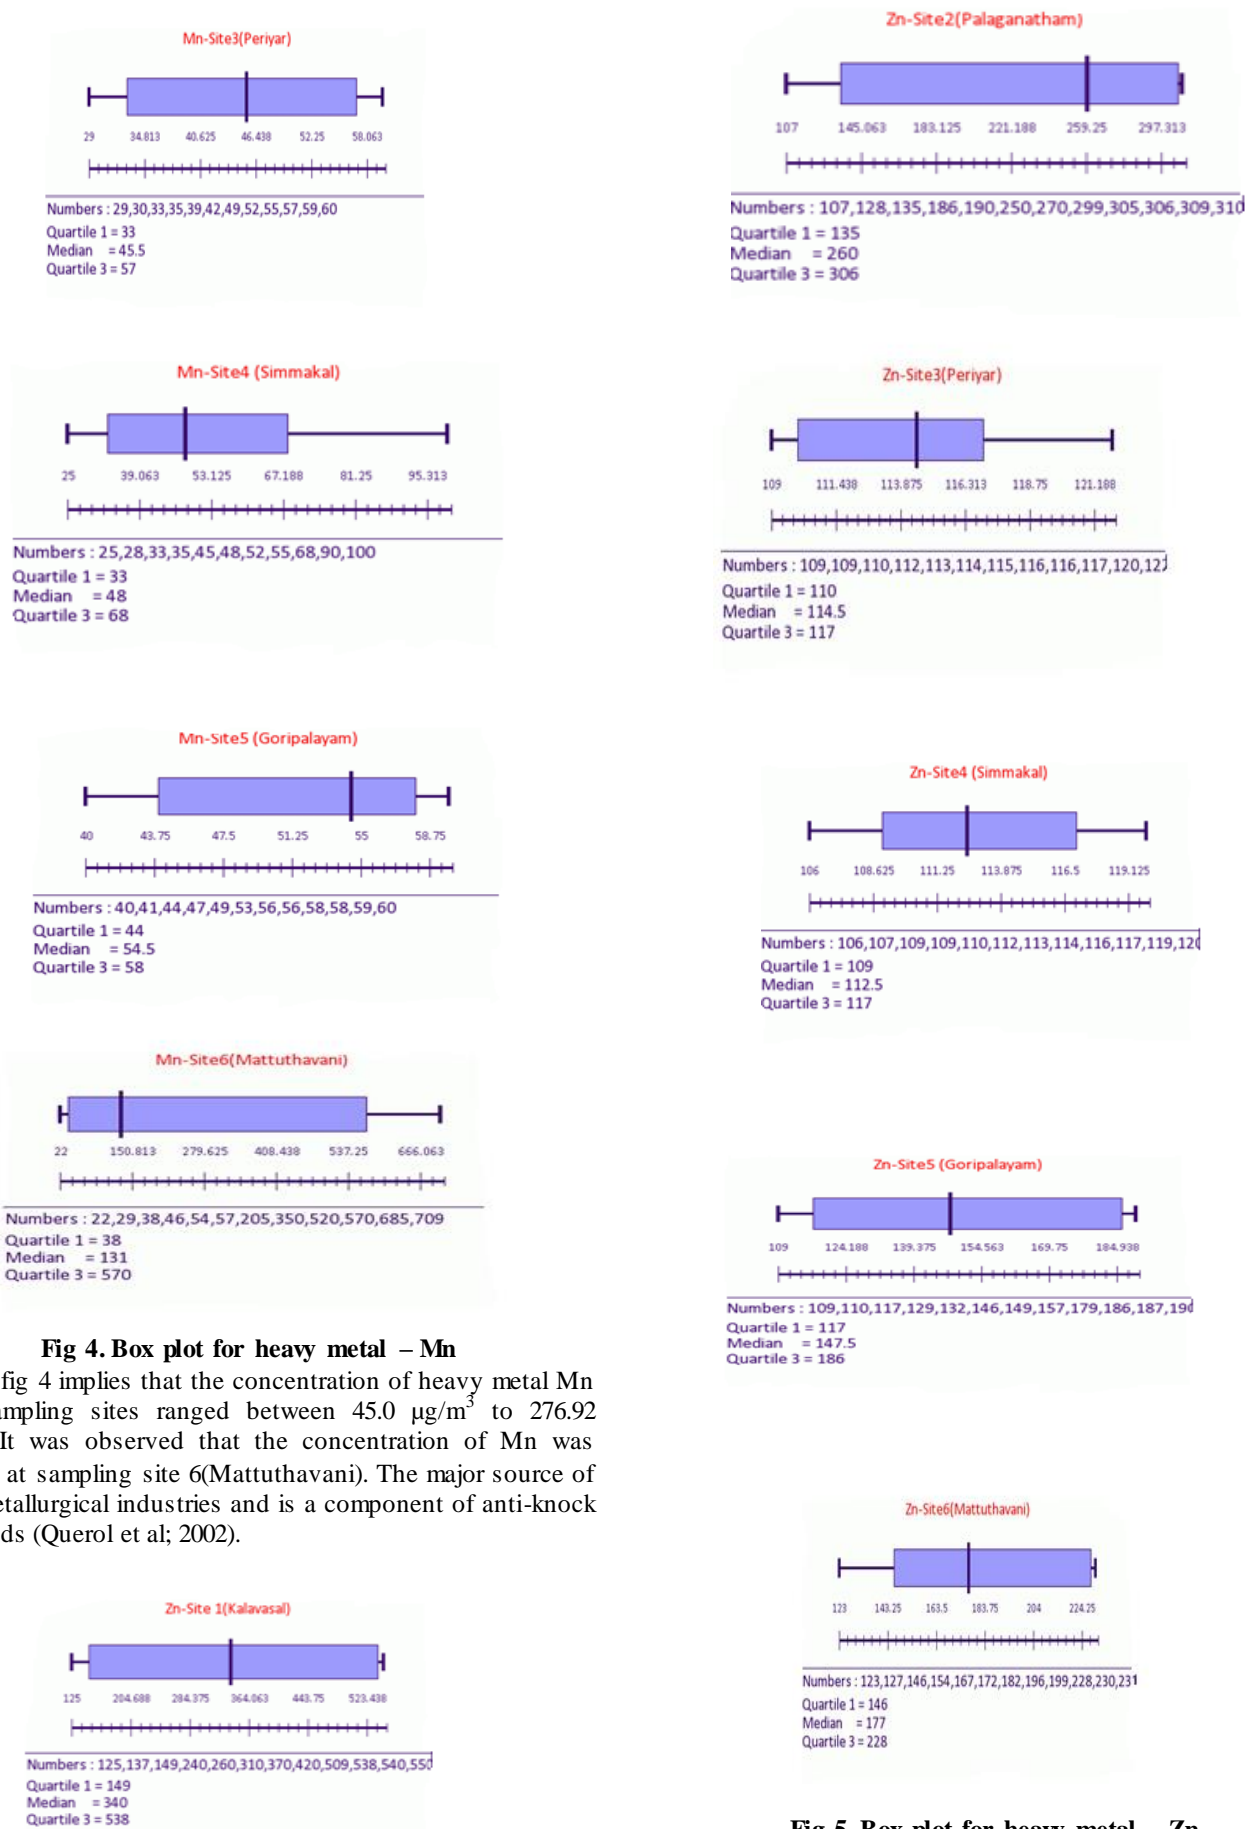 Mn-Site3(Periyar)
29 34.813 40.625 46.438 52.25 58.063
Numbers : 29,30,33,35,39,42,49,52,55,57,59,60
Quartile 1 = 33
Median = 45.5
Quartile 3 = 57
Mn-Site4 (Simmakal)
25 39.063 53.125 67.188 81.25 95.313
Numbers : 25,28,33,35,45,48,52,55,68,90,100
Quartile 1 = 33
Median = 48
Quartile 3 = 68
Mn-Site5 (Goripalayam)
40 43.75 47.5 51.25 55 58.75
Numbers : 40,41,44,47,49,53,56,56,58,58,59,60
Quartile 1 = 44
Median = 54.5
Quartile 3 = 58
Mn-Site6(Mattuthavani)
22 150.813 279.625 408.438 537.25 666.063
Numbers : 22,29,38,46,54,57,205,350,520,570,685,709
Quartile 1 = 38
Median = 131
Quartile 3 = 570
Fig 4. Box plot for heavy metal – Mn
fig 4 implies that the concentration of heavy metal Mn
ampling sites ranged between 45.0 µg/m³ to 276.92
It was observed that the concentration of Mn was
at sampling site 6(Mattuthavani). The major source of
etallurgical industries and is a component of anti-knock
ds (Querol et al; 2002).
Zn-Site 1(Kalavasal)
125 204.688 284.375 364.063 443.75 523.438
Numbers : 125,137,149,240,260,310,370,420,509,538,540,550
Quartile 1 = 149
Median = 340
Quartile 3 = 538
Zn-Site2(Palaganatham)
107 145.063 183.125 221.188 259.25 297.313
Numbers : 107,128,135,186,190,250,270,299,305,306,309,310
Quartile 1 = 135
Median = 260
Quartile 3 = 306
Zn-Site3(Periyar)
109 111.438 113.875 116.313 118.75 121.188
Numbers : 109,109,110,112,113,114,115,116,116,117,120,122
Quartile 1 = 110
Median = 114.5
Quartile 3 = 117
Zn-Site4 (Simmakal)
106 108.625 111.25 113.875 116.5 119.125
Numbers : 106,107,109,109,110,112,113,114,116,117,119,120
Quartile 1 = 109
Median = 112.5
Quartile 3 = 117
Zn-Site5 (Goripalayam)
109 124.188 139.375 154.563 169.75 184.938
Numbers : 109,110,117,129,132,146,149,157,179,186,187,190
Quartile 1 = 117
Median = 147.5
Quartile 3 = 186
Zn-Site6(Mattuthavani)
123 143.25 163.5 183.75 204 224.25
Numbers : 123,127,146,154,167,172,182,196,199,228,230,231
Quartile 1 = 146
Median = 177
Quartile 3 = 228
Fig 5. Box plot for heavy metal – Zn